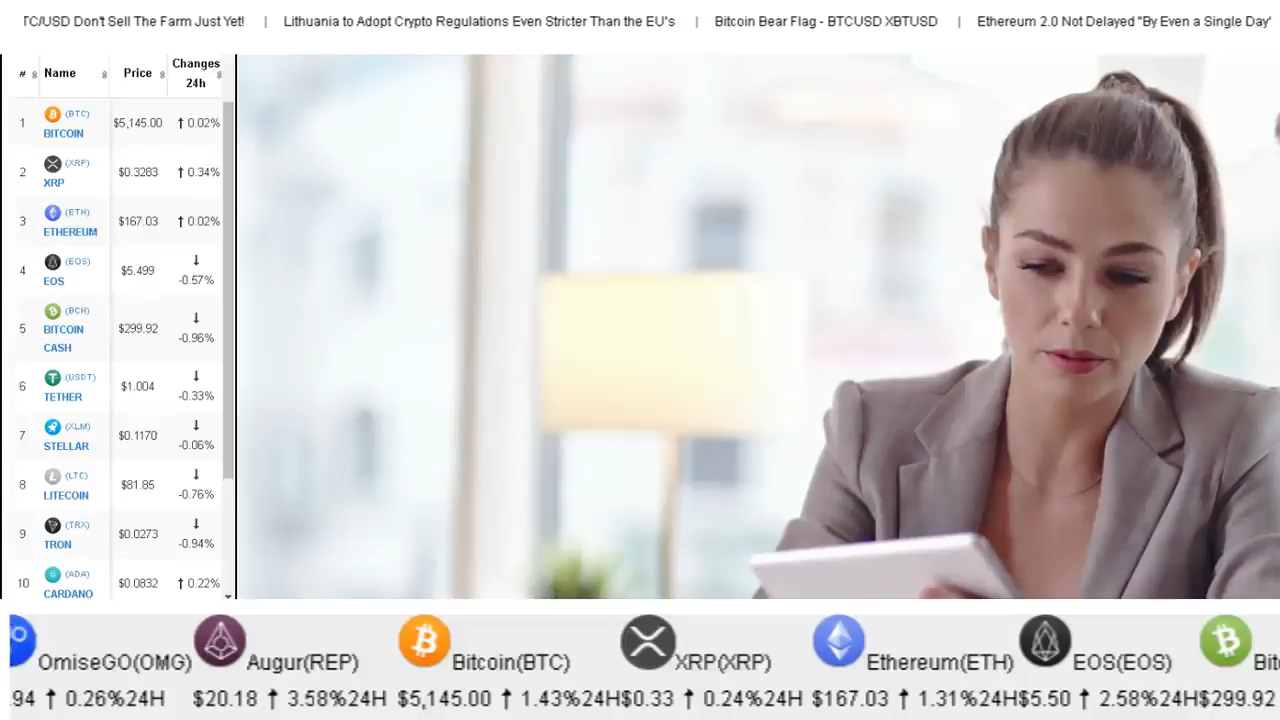 TC/USD Don't Sell The Farm Just Yet! | Lithuania to Adopt Crypto Regulations Even Stricter Than the EU's | Bitcoin Bear Flag - BTCUSD XBTUSD | Ethereum 2.0 Not Delayed "By Even a Single Day'
# Name Price Changes 24h
1 (BTC) BITCOIN $5,145.00 ↑ 0.02%
2 (XRP) XRP $0.3283 ↑ 0.34%
3 (ETH) ETHEREUM $167.03 ↑ 0.02%
4 (EOS) EOS $5.499 ↓ -0.57%
5 (BCH) BITCOIN CASH $299.92 ↓ -0.96%
6 (USDT) TETHER $1.004 ↓ -0.33%
7 (XLM) STELLAR $0.1170 ↓ -0.06%
8 (LTC) LITECOIN $81.85 ↓ -0.76%
9 (TRX) TRON $0.0273 ↓ -0.94%
10 (ADA) CARDANO $0.0832 ↑ 0.22%
OmiseGO(OMG) Augur(REP) Bitcoin(BTC) XRP(XRP) Ethereum(ETH) EOS(EOS) Bit
.94 ↑ 0.26%24H $20.18 ↑ 3.58%24H $5,145.00 ↑ 1.43%24H $0.33 ↑ 0.24%24H $167.03 ↑ 1.31%24H $5.50 ↑ 2.58%24H $299.92